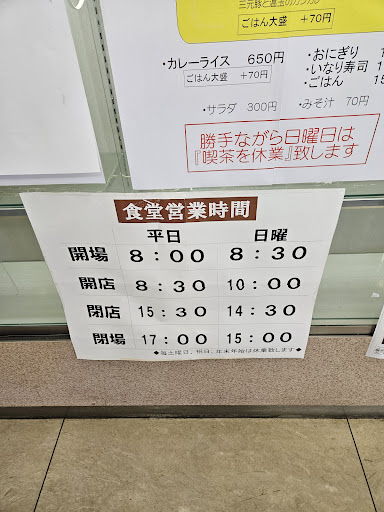 三元豚と温玉のカツカレー
ごはん大盛 +70円
・カレーライス 650円
ごはん大盛 +70円
・サラダ 300円
・おにぎり
・いなり寿司
・ごはん
・みそ汁 70円
勝手ながら日曜日は
『喫茶を休業』致します
食堂営業時間
平日 日曜
開場 8:00 8:30
開店 8:30 10:00
閉店 15:30 14:30
閉場 17:00 15:00
◆毎土曜日、祝日、年末年始は休業致します◆